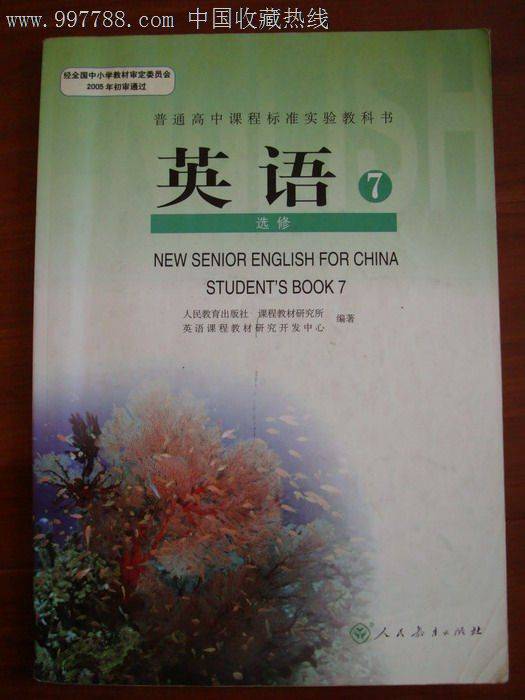 www.997788.com 中国收藏热线
经全国中小学教材审定委员会
2005年初审通过
普通高中课程标准实验教科书
英语 7
选修
NEW SENIOR ENGLISH FOR CHINA
STUDENT'S BOOK 7
人民教育出版社 课程教材研究所
英语课程教材研究开发中心
编著
人民教育出版社